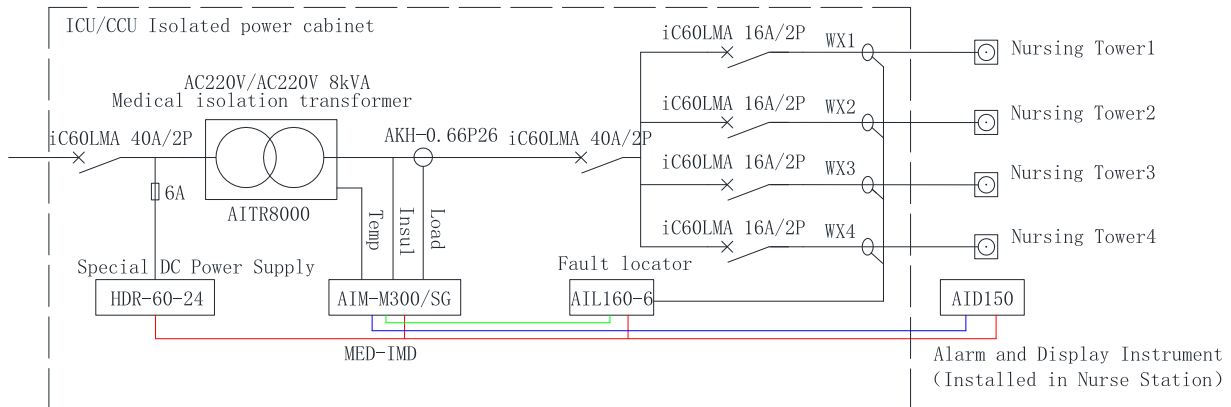 ICU/CCU Isolated power cabinet
iC60LMA 16A/2P
WX1
Nursing Tower1
AC220V/AC220V 8kVA
Medical isolation transformer
iC60LMA 16A/2P
WX2
Nursing Tower2
iC60LMA 40A/2P
AKH-0.66P26
iC60LMA 40A/2P
iC60LMA 16A/2P
WX3
Nursing Tower3
6A
AITR8000
Temp
Insul
Load
iC60LMA 16A/2P
WX4
Nursing Tower4
Special DC Power Supply
Fault locator
HDR-60-24
AIM-M300/SG
AIL160-6
AID150
MED-IMD
Alarm and Display Instrument
(Installed in Nurse Station)